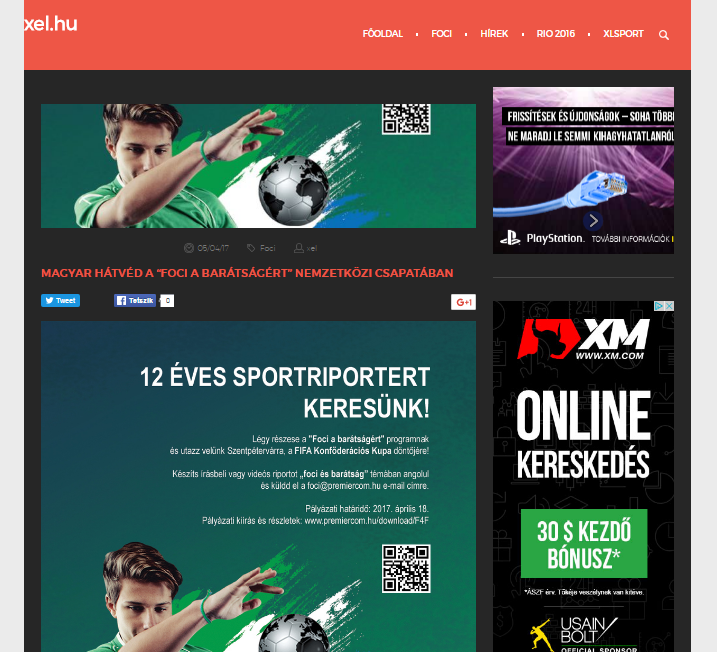 xel.hu
FŐOLDAL
FOCI
HÍREK
RIO 2016
XLSPORT
FRISSÍTÉSEK ÉS ÚJDONSÁGOK – SOHA TÖBBÉ
NE MARADJ LE SEMMI KIHAGYHATATLANRÓL
PlayStation. TOVÁBBI INFORMÁCIÓK
05/04/17 Foci xel
MAGYAR HÁTVÉD A "FOCI A BARÁTSÁGÉRT" NEMZETKÖZI CSAPATÁBAN
Tweet
Tetszik 0
G+1
12 ÉVES SPORTRIPORTERT
KERESÜNK!
Légy részese a "Foci a barátságért" programnak
és utazz velünk Szentpétervárra, a FIFA Konföderációs Kupa döntőjére!
Készíts írásbeli vagy videós riportot „foci és barátság" témában angolul
és küldd el a foci@premiercom.hu e-mail címre.
Pályázati határidő: 2017. április 18.
Pályázati kiírás és részletek: www.premiercom.hu/download/F4F
XM
WWW.XM.COM
ONLINE
KERESKEDÉS
30 $ KEZDŐ
BÓNUSZ*
*ÁSZF érv. Tőkéje veszélynek van kitéve.
USAIN
BOLT
OFFICIAL SPONSOR